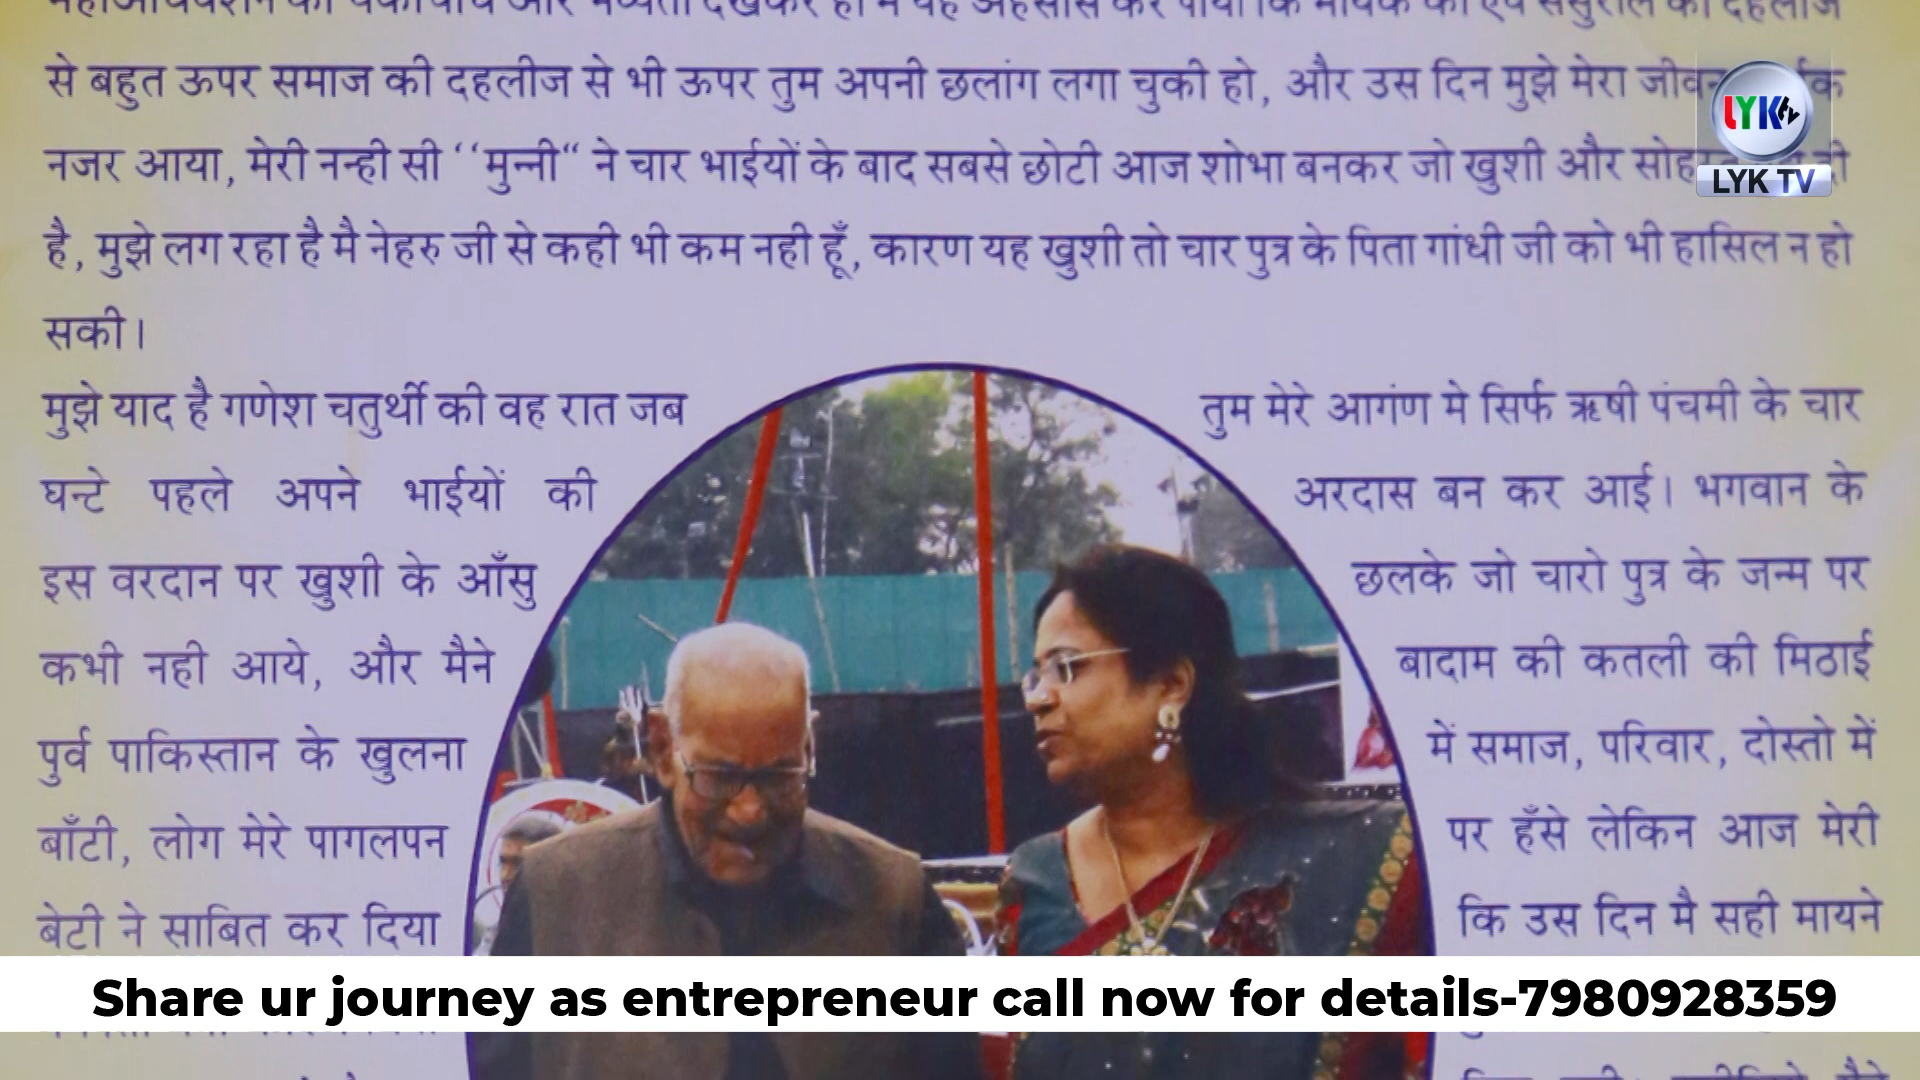 से बहुत ऊपर समाज की दहलीज से भी ऊपर तुम अपनी छलांग लगा चुकी हो, और उस दिन मुझे मेरा
नजर आया, मेरी नन्ही सी ‘‘मुन्नी“ ने चार भाईयों के बाद सबसे छोटी आज शोभा बनकर जो खुशी और
है, मुझे लग रहा है मै नेहरु जी से कही भी कम नही हूँ, कारण यह खुशी तो चार पुत्र के पिता गांधी जी को भी हासिल न हो
सकी।
मुझे याद है गणेश चतुर्थी की वह रात जब तुम मेरे आगंण मे सिर्फ ऋषी पंचमी के चार
घन्टे पहले अपने भाईयों की अरदास बन कर आई। भगवान के
इस वरदान पर खुशी के आँसु छलके जो चारो पुत्र के जन्म पर
कभी नही आये, और मैने बादाम की कतली की मिठाई
पुर्व पाकिस्तान के खुलना में समाज, परिवार, दोस्तो में
बाँटी, लोग मेरे पागलपन पर हँसे लेकिन आज मेरी
बेटी ने साबित कर दिया कि उस दिन मै सही मायने
LYK tv
LYK TV
Share ur journey as entrepreneur call now for details-7980928359